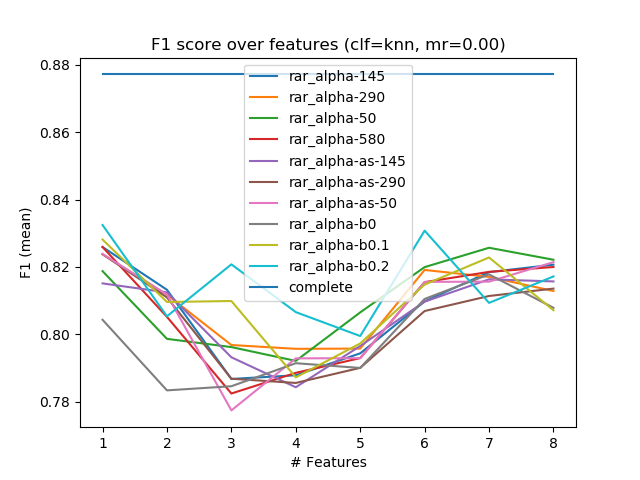 F1 score over features (clf=knn, mr=0.00)
0.88
0.86
0.84
0.82
0.80
0.78
F1 (mean)
rar_alpha-145
rar_alpha-290
rar_alpha-50
rar_alpha-580
rar_alpha-as-145
rar_alpha-as-290
rar_alpha-as-50
rar_alpha-b0
rar_alpha-b0.1
rar_alpha-b0.2
complete
1 2 3 4 5 6 7 8
# Features